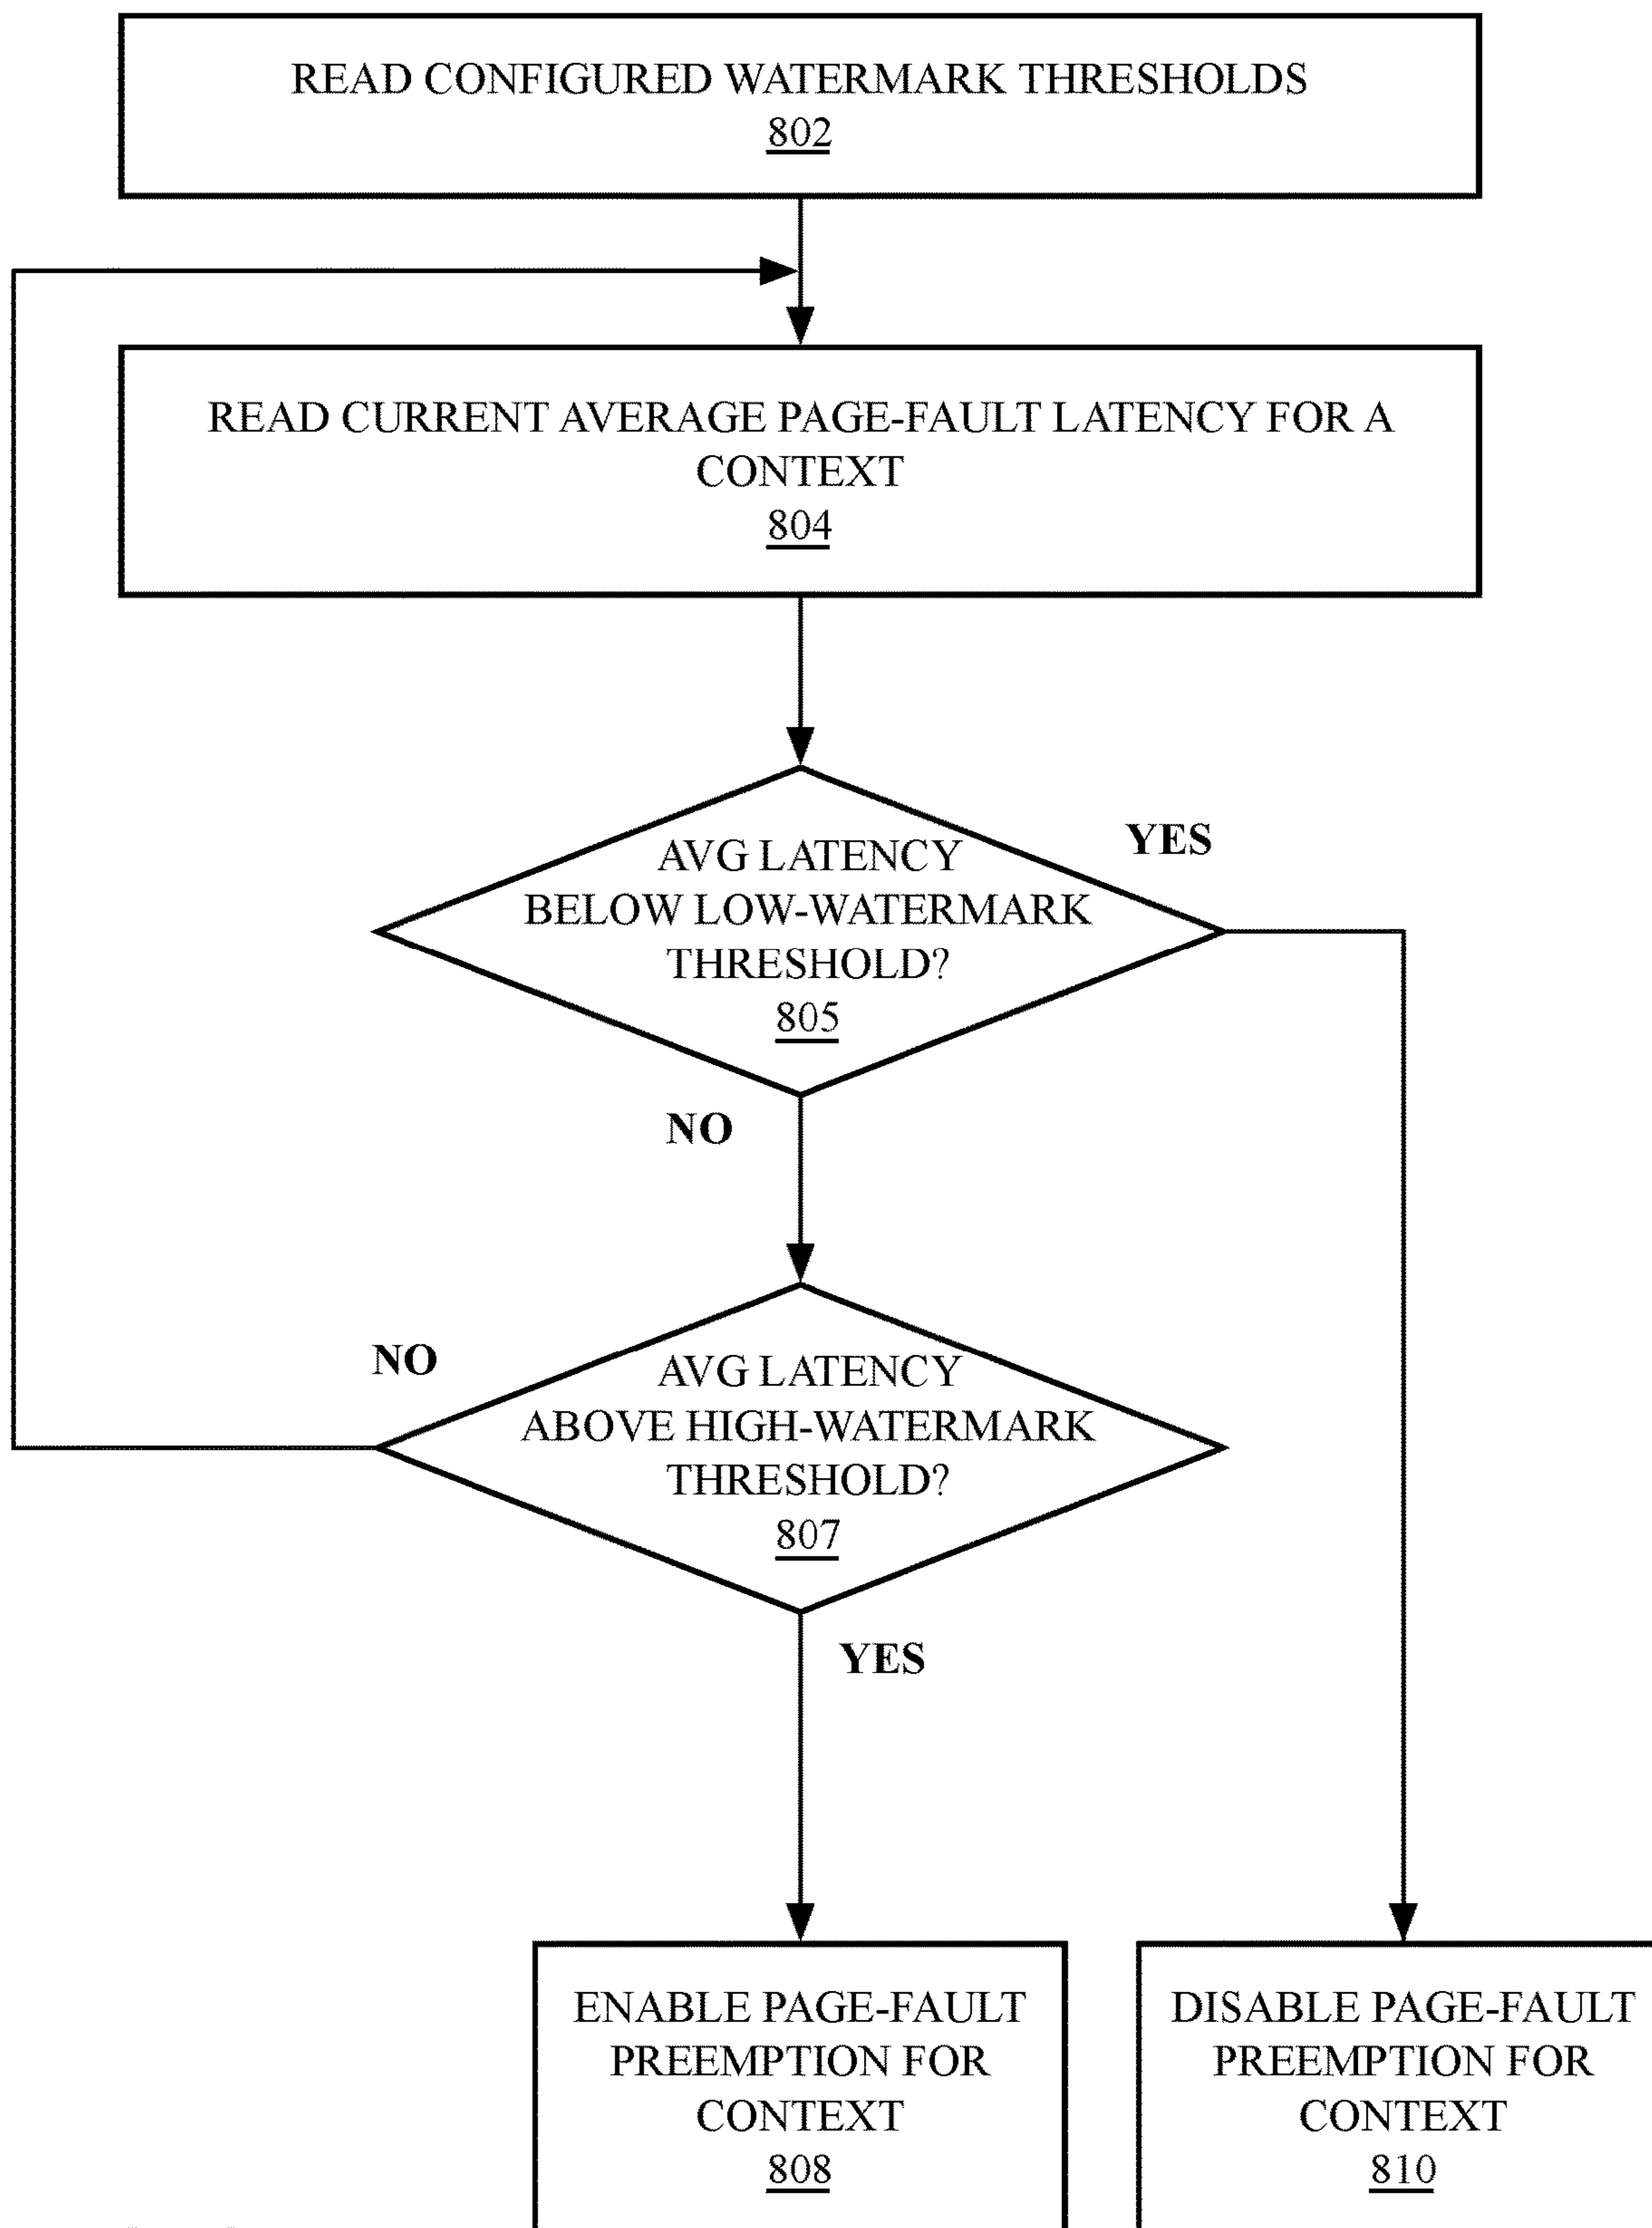 READ CONFIGURED WATERMARK THRESHOLDS
802
READ CURRENT AVERAGE PAGE-FAULT LATENCY FOR A
CONTEXT
804
AVG LATENCY
BELOW LOW-WATERMARK
THRESHOLD?
805
YES
NO
AVG LATENCY
ABOVE HIGH-WATERMARK
THRESHOLD?
807
NO
YES
ENABLE PAGE-FAULT
PREEMPTION FOR
CONTEXT
808
DISABLE PAGE-FAULT
PREEMPTION FOR
CONTEXT
810